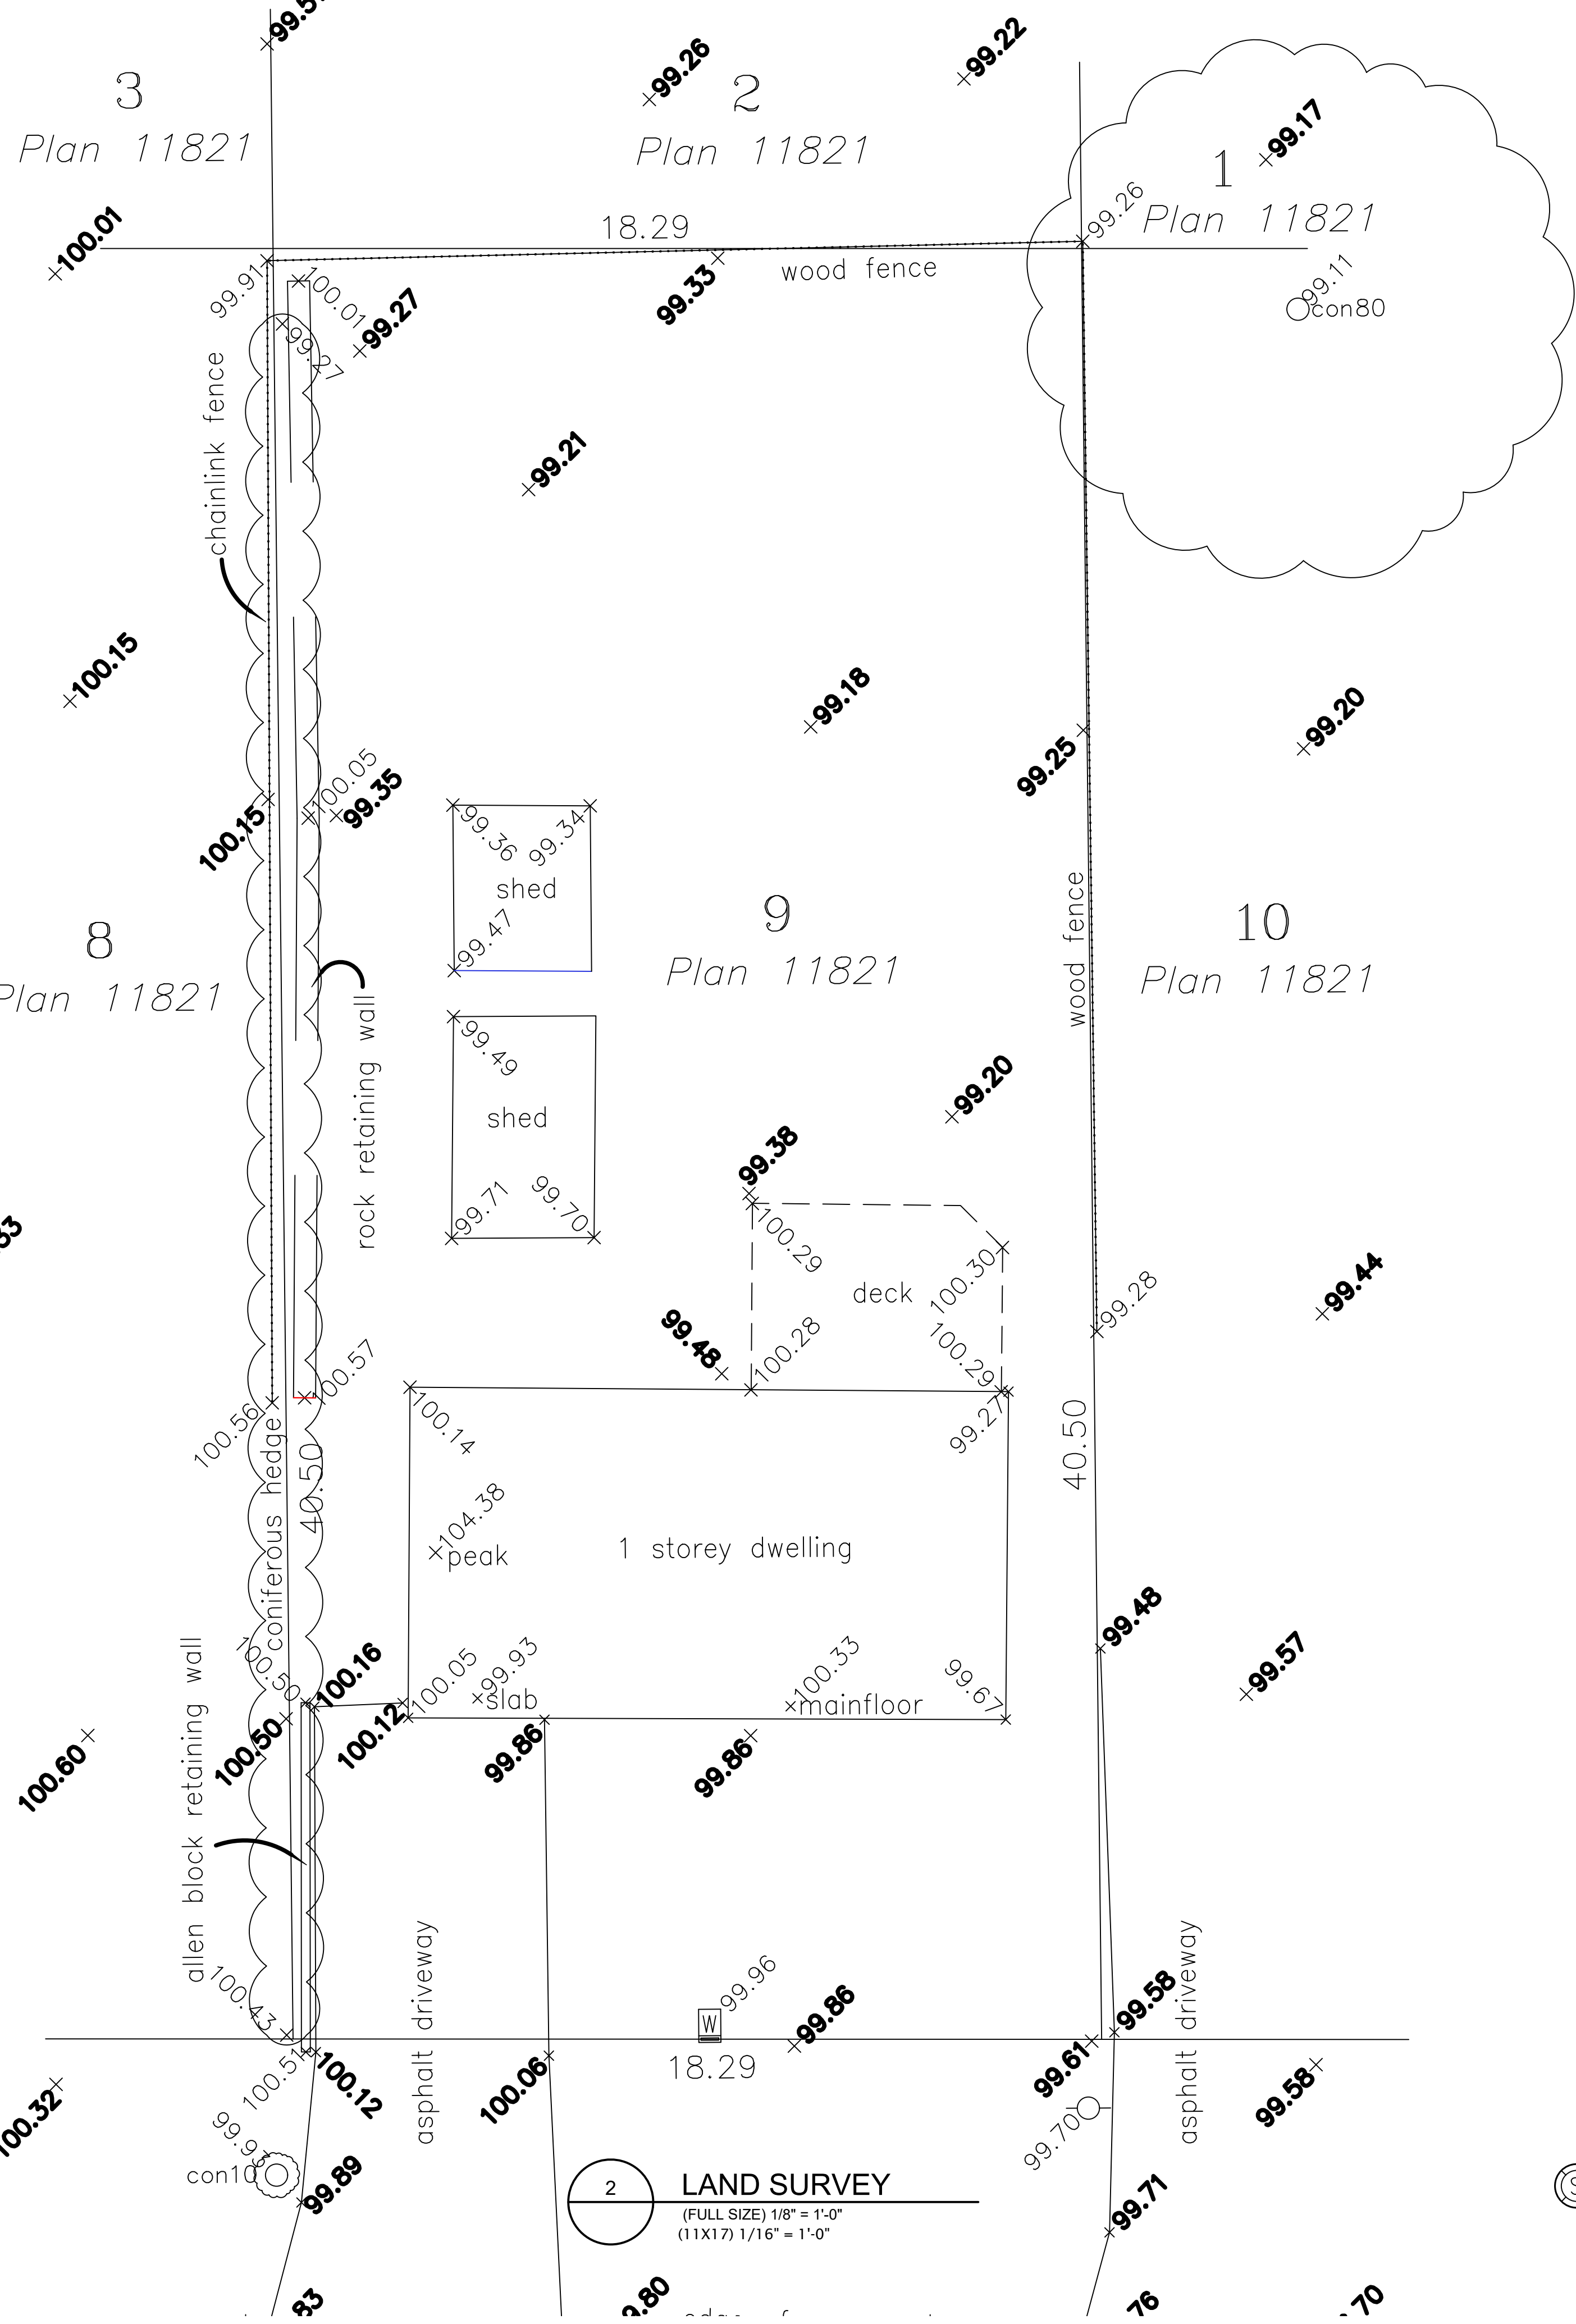 99.22
99.26
3
2
Plan 11821
Plan 11821
99.17
1
Plan 11821
99.26
18.29
100.01
wood fence
99.91
100.01
99.33
99.11
con80
99.27
99.27
chainlink fence
99.21
100.15
99.18
99.20
99.25
100.05
99.35
100.15
99.36
99.34
shed
wood fence
9
10
8
99.47
Plan 11821
Plan 11821
Plan 11821
rock retaining wall
99.49
shed
99.20
99.38
99.71
99.70
100.29
100.30
deck
99.28
99.44
99.48
100.28
100.29
100.57
100.56
100.14
99.27
40.50
40.50
coniferous hedge
104.38
peak
1 storey dwelling
99.48
99.57
100.50
100.16
100.05
99.93
slab
100.33
mainfloor
99.67
allen block retaining wall
100.60
100.50
100.12
99.86
99.86
asphalt driveway
asphalt driveway
100.43
W
99.96
99.86
99.58
100.51
100.12
100.06
18.29
99.61
99.58
100.32
99.70
con10
99.89
2
LAND SURVEY
(FULL SIZE) 1/8" = 1'-0"
(11X17) 1/16" = 1'-0"
99.71
99.80